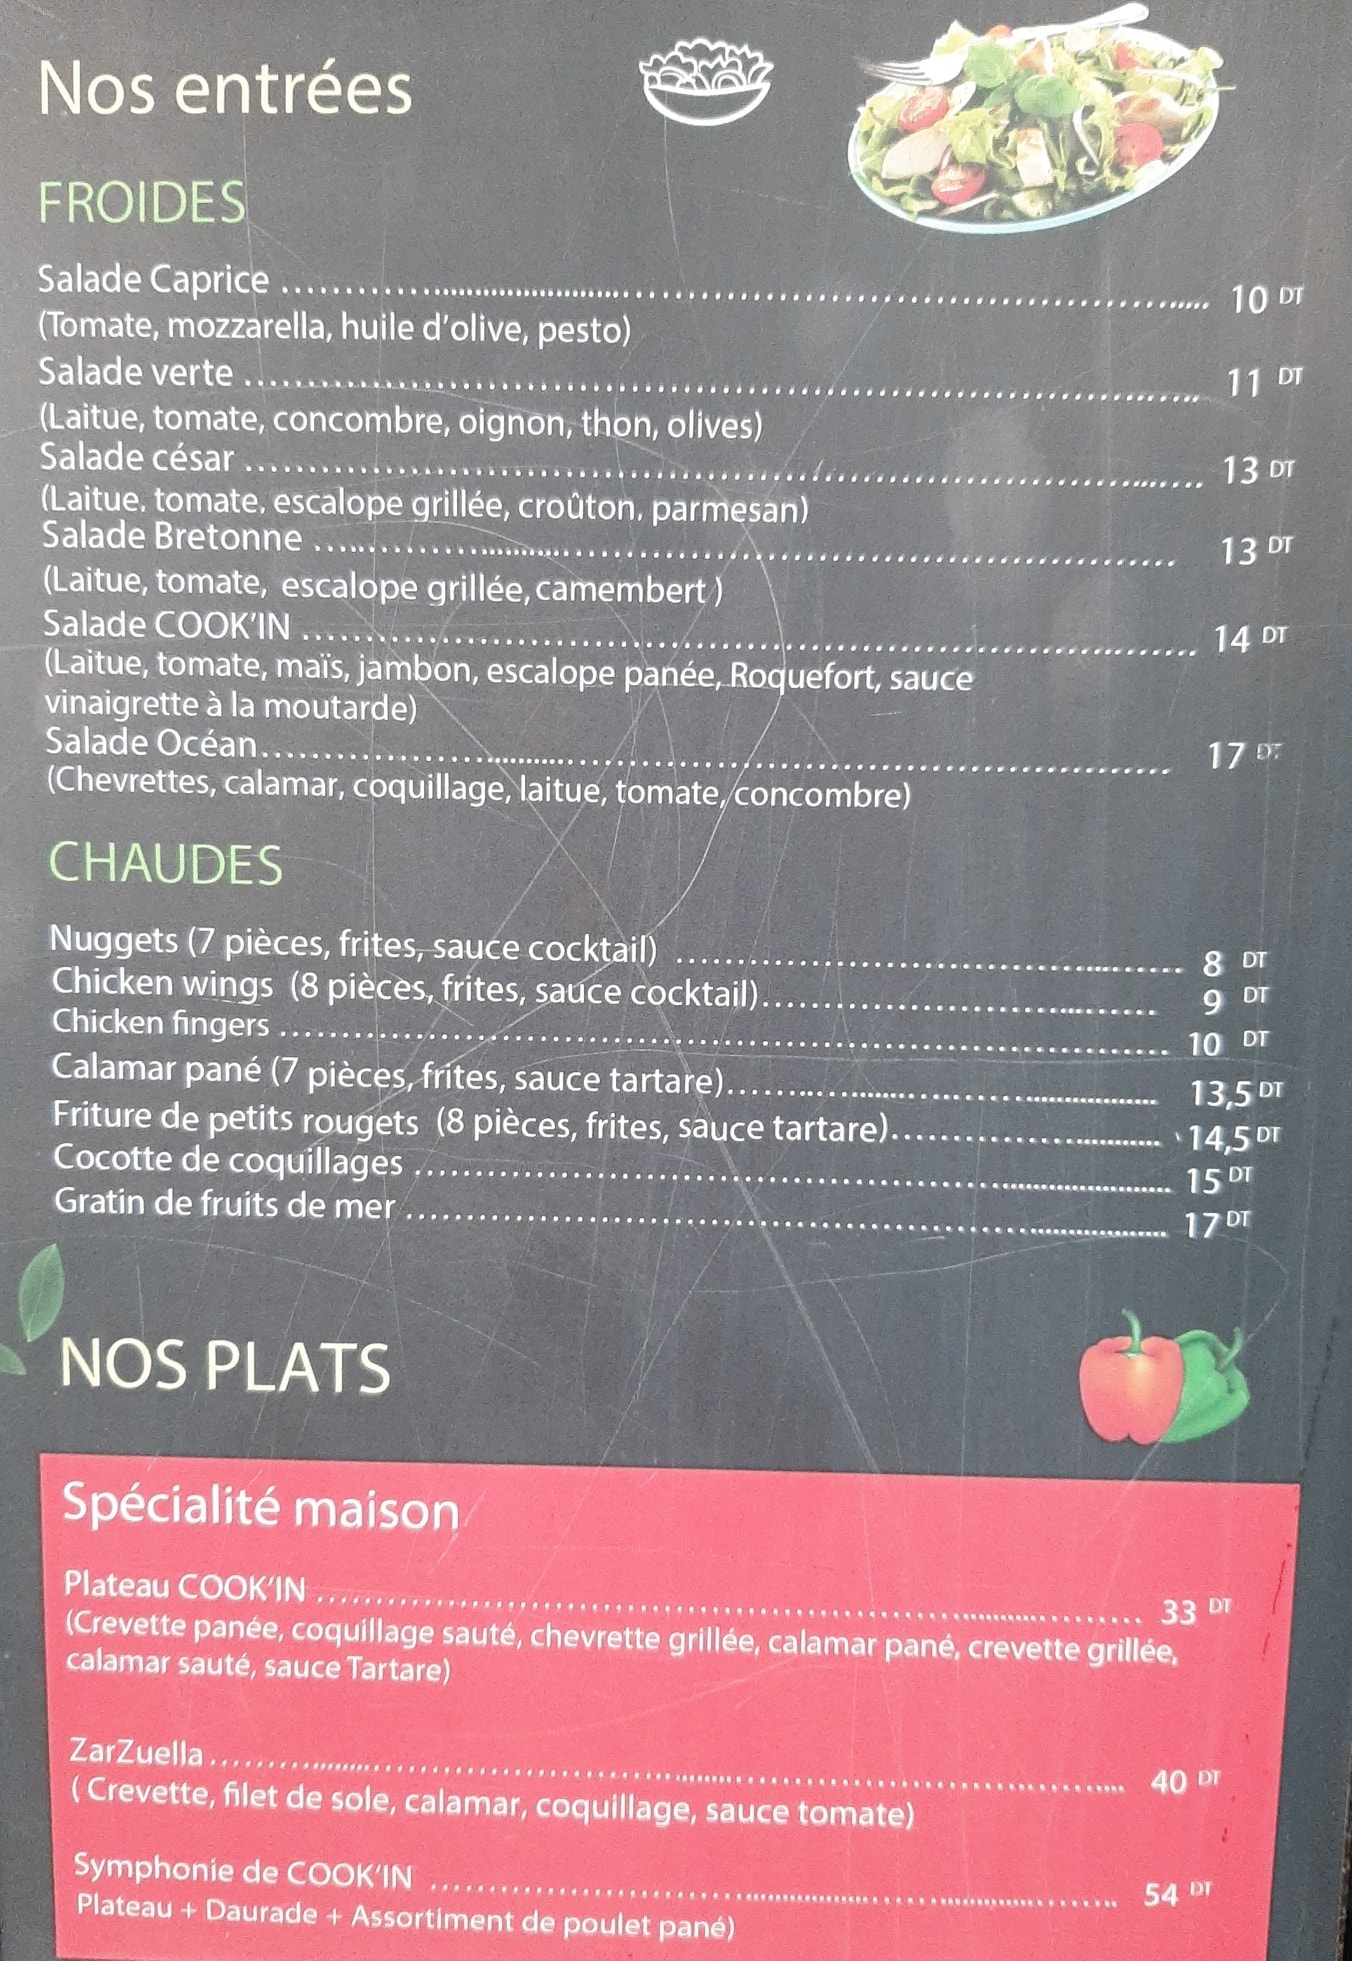 Nos entrées
FROIDES
Salade Caprice 10 DT
(Tomate, mozzarella, huile d'olive, pesto)
Salade verte 11 DT
(Laitue, tomate, concombre, oignon, thon, olives)
Salade césar 13 DT
(Laitue, tomate, escalope grillée, croûton, parmesan)
Salade Bretonne 13 DT
(Laitue, tomate, escalope grillée, camembert )
Salade COOK'IN 14 DT
(Laitue, tomate, maïs, jambon, escalope panée, Roquefort, sauce
vinaigrette à la moutarde)
Salade Océan 17 DT
(Chevrettes, calamar, coquillage, laitue, tomate, concombre)
CHAUDES
Nuggets (7 pièces, frites, sauce cocktail) 8 DT
Chicken wings (8 pièces, frites, sauce cocktail) 9 DT
Chicken fingers 10 DT
Calamar pané (7 pièces, frites, sauce tartare) 13,5 DT
Friture de petits rougets (8 pièces, frites, sauce tartare) 14,5 DT
Cocotte de coquillages 15 DT
Gratin de fruits de mer 17 DT
NOS PLATS
Spécialité maison
Plateau COOK'IN 33 DT
(Crevette panée, coquillage sauté, chevrette grillée, calamar pané, crevette grillée,
calamar sauté, sauce Tartare)
ZarZuella 40 DT
( Crevette, filet de sole, calamar, coquillage, sauce tomate)
Symphonie de COOK'IN 54 DT
Plateau + Daurade + Assortiment de poulet pané)